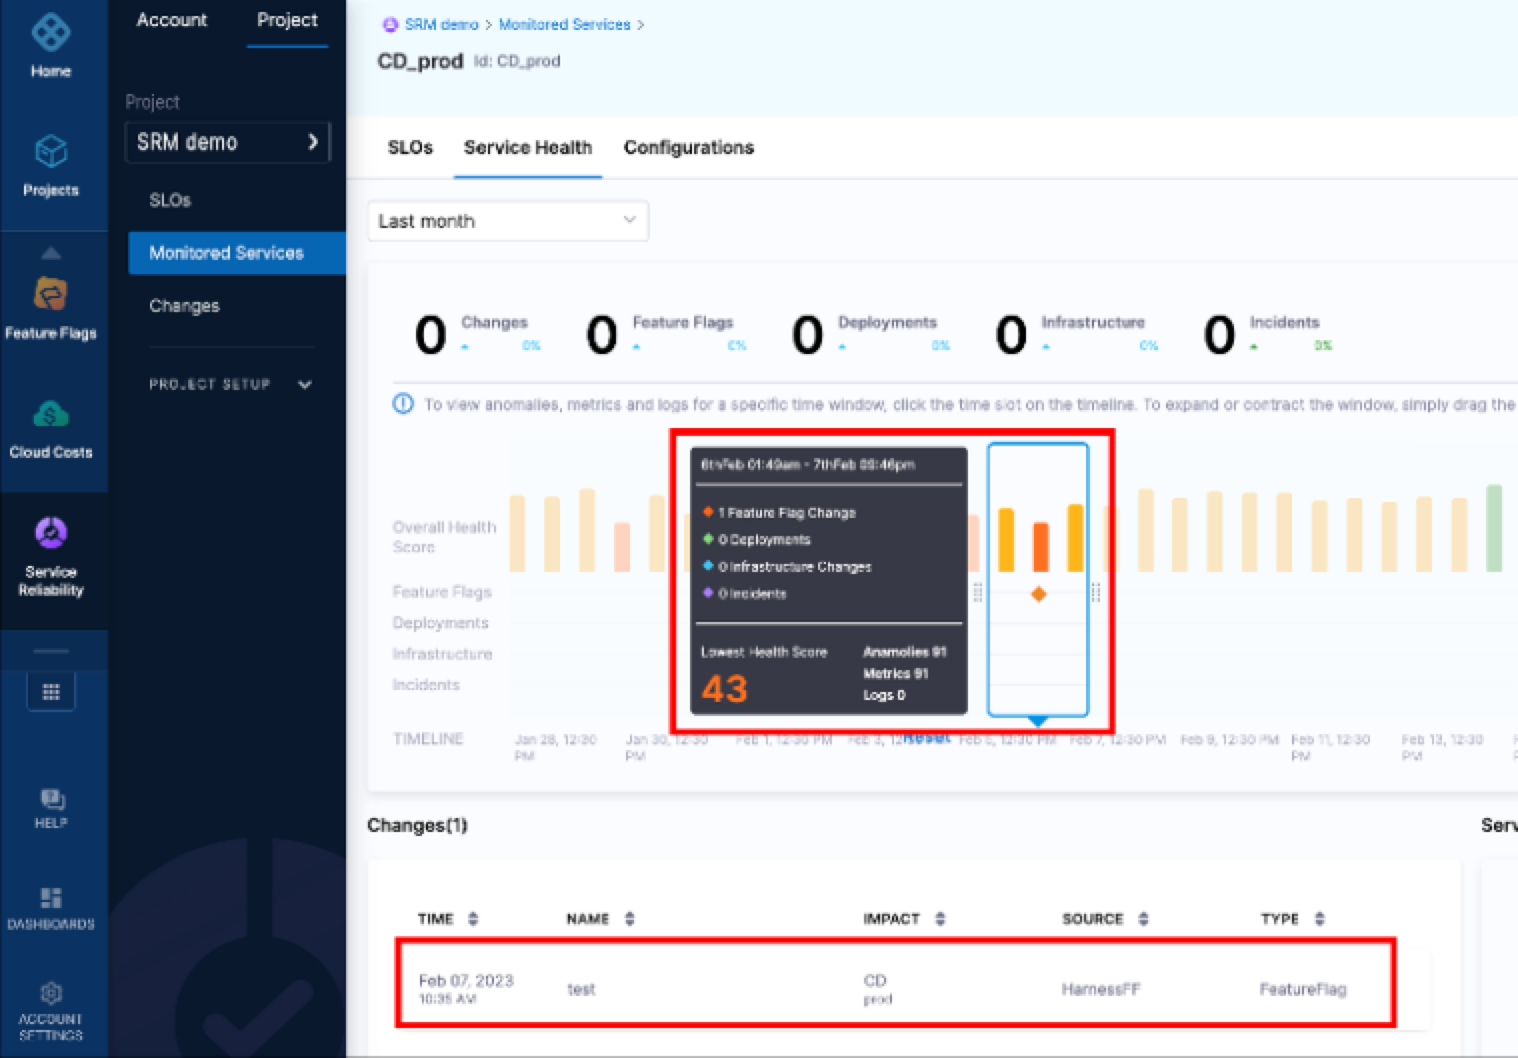 Home
Projects
Feature Flags
Cloud Costs
Service
Reliability
HELP
DASHBOARDS
ACCOUNT
SETTINGS
Account Project
Project
SRM demo
SLOs
Monitored Services
Changes
PROJECT SETUP
SRM demo > Monitored Services >
CD_prod Id: CD_prod
SLOs Service Health Configurations
Last month
0 Changes 0%
0 Feature Flags 0%
0 Deployments 0%
0 Infrastructure 0%
0 Incidents 0%
To view anomalies, metrics and logs for a specific time window, click the time slot on the timeline. To expand or contract the window, simply drag the
Overall Health
Score
Feature Flags
Deployments
Infrastructure
Incidents
6thFeb 01:49am - 7thFeb
1 Feature Flag Change
0 Deployments
0 Infrastructure Changes
0 Incidents
Lowest Health Score
43
Anamolies 91
Metrics 91
Logs 0
TIMELINE
Jan 28, 12:30
PM
Jan 30, 12:30
PM
Feb 1, 12:30 PM
Feb 3,
Reset
Feb 5, 12:30 PM
Feb 7, 12:30 PM
Feb 9, 12:30 PM
Feb 11, 12:30
PM
Feb 13, 12:30
PM
Changes(1)
Serv
TIME NAME IMPACT SOURCE TYPE
Feb 07, 2023
10:35 AM
test
CD
prod
HarnessFF
FeatureFlag